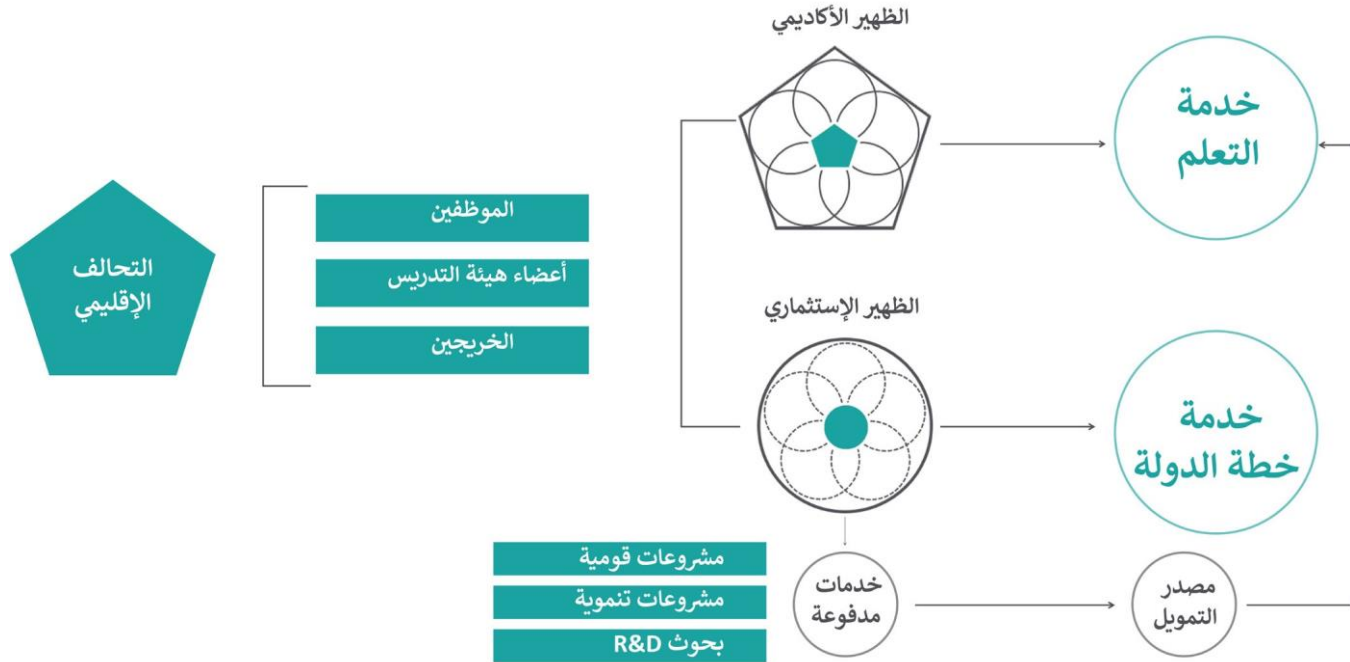 الظهير الأكاديمي
خدمة
التعلم
الموظفين
أعضاء هيئة التدريس
الخريجين
التحالف
الإقليمي
الظهير الإستثماري
خدمة
خطة الدولة
مشروعات قومية
مشروعات تنموية
بحوث R&D
خدمات
مدفوعة
مصدر
التمويل